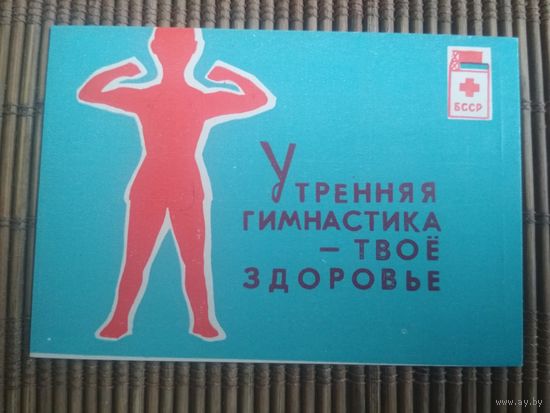 БССР
Утренняя
гимнастика
– твоё
здоровье
www.ay.by